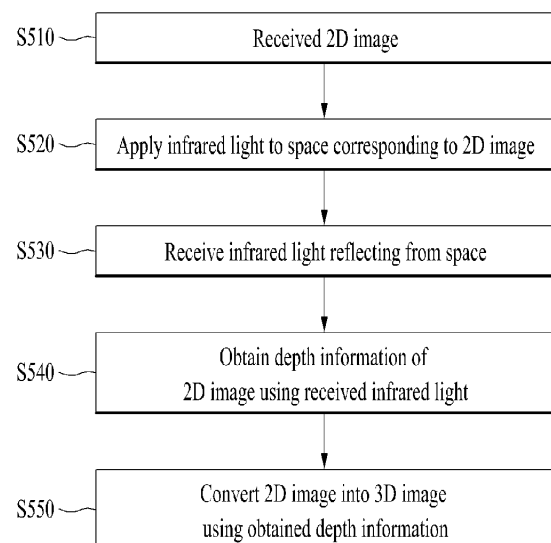 S510
Received 2D image
S520
Apply infrared light to space corresponding to 2D image
S530
Receive infrared light reflecting from space
S540
Obtain depth information of
2D image using received infrared light
S550
Convert 2D image into 3D image
using obtained depth information